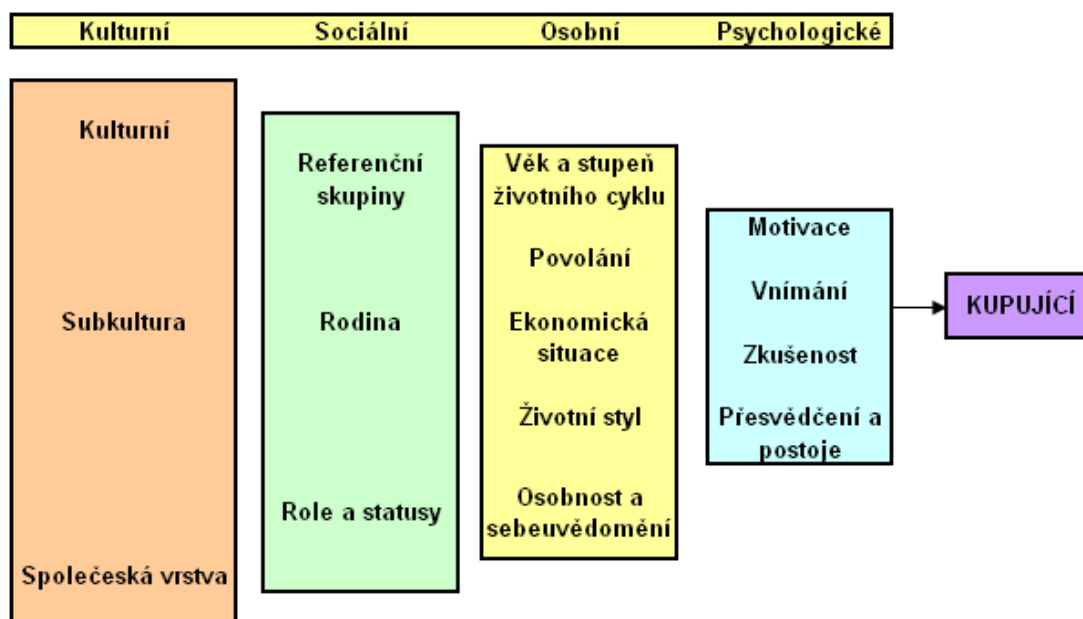 Kulturní Sociální Osobní Psychologické
Kulturní
Subkultura
Společeská vrstva
Referenční
skupiny
Rodina
Role a statusy
Věk a stupeň
životního cyklu
Povolání
Ekonomická
situace
Životní styl
Osobnost a
sebeuvědomění
Motivace
Vnímání
Zkušenost
Přesvědčení a
postoje
KUPUJÍCÍ